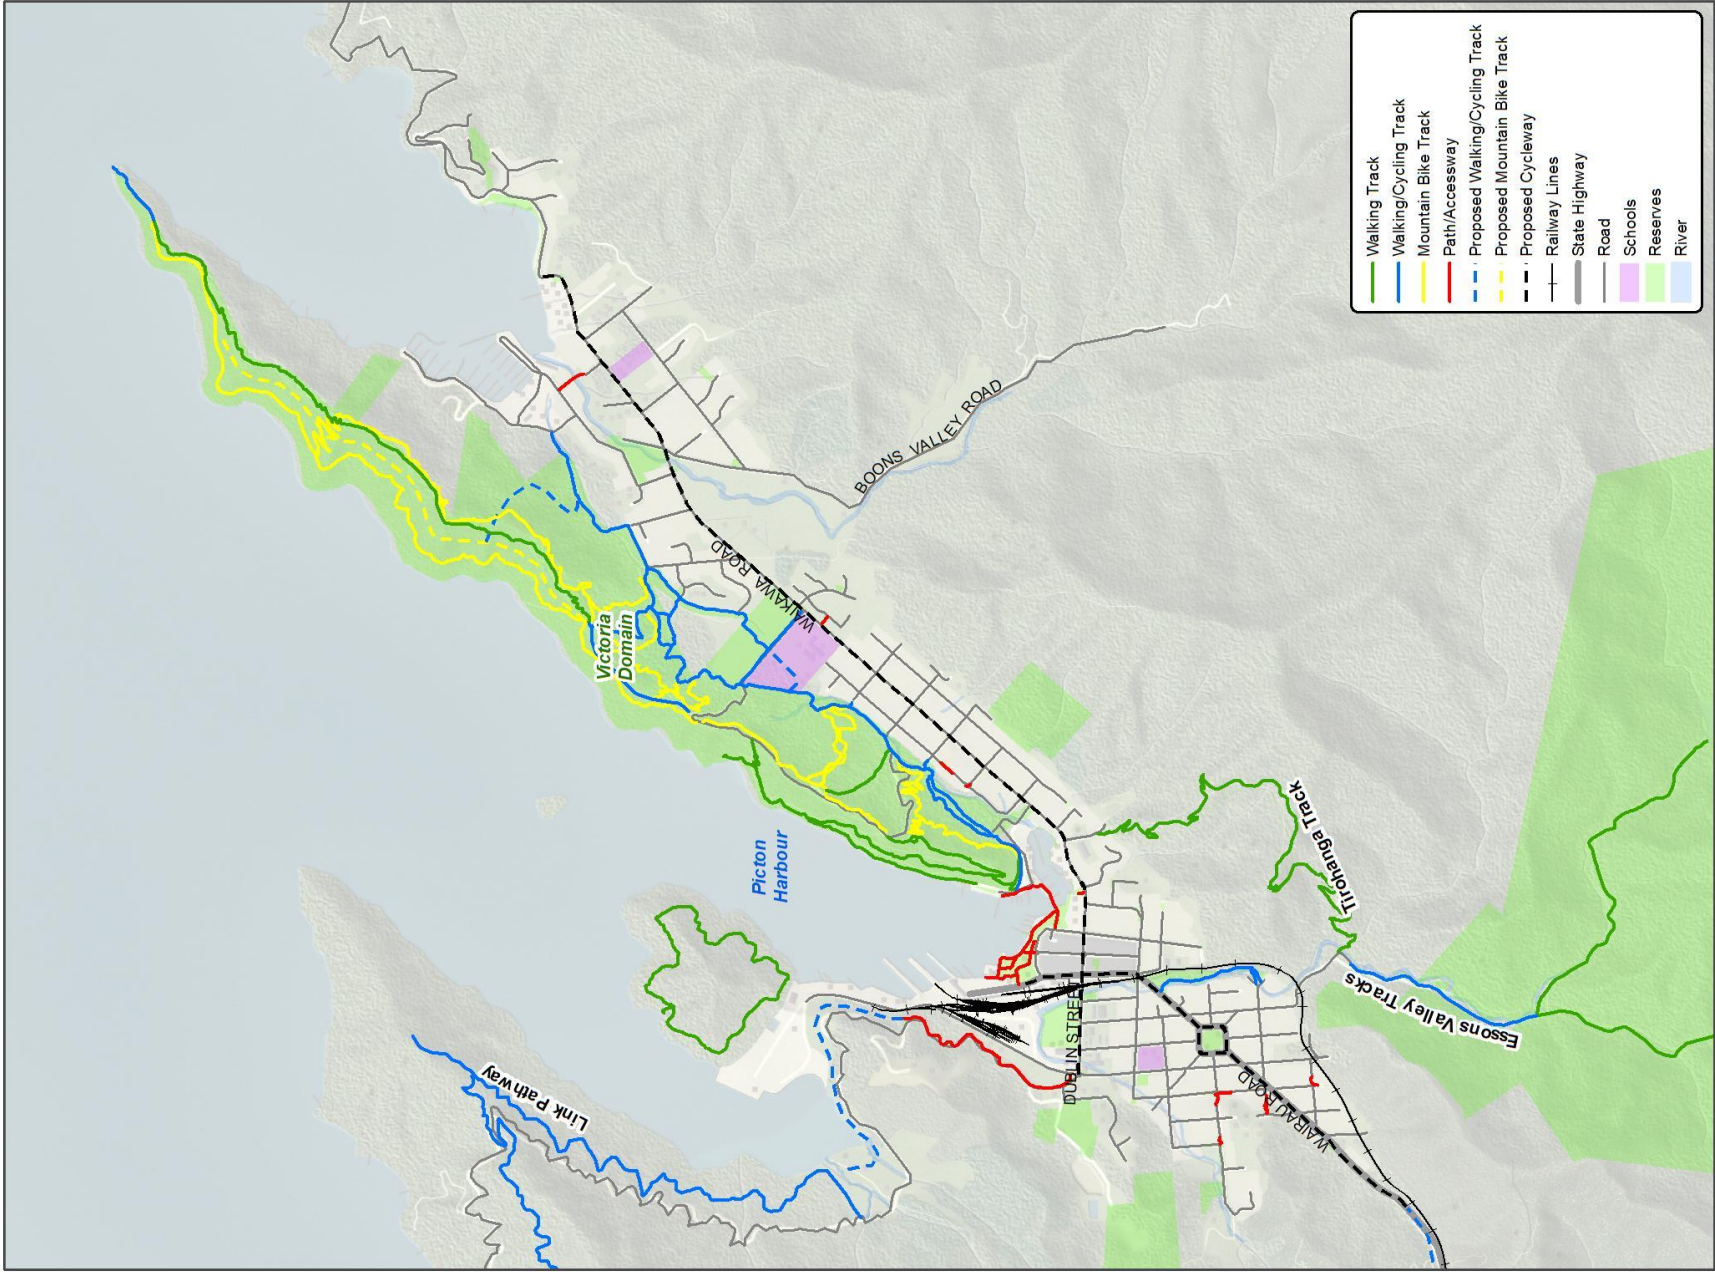 Victoria
Domain
Picton
Harbour
Link Pathway
BOONS VALLEY ROAD
WAIKAWA ROAD
DUBLIN STREET
WAIRAU ROAD
Tirohanga Track
Essons Valley Tracks
Walking Track
Walking/Cycling Track
Mountain Bike Track
Path/Accessway
Proposed Walking/Cycling Track
Proposed Mountain Bike Track
Proposed Cycleway
Railway Lines
State Highway
Road
Schools
Reserves
River